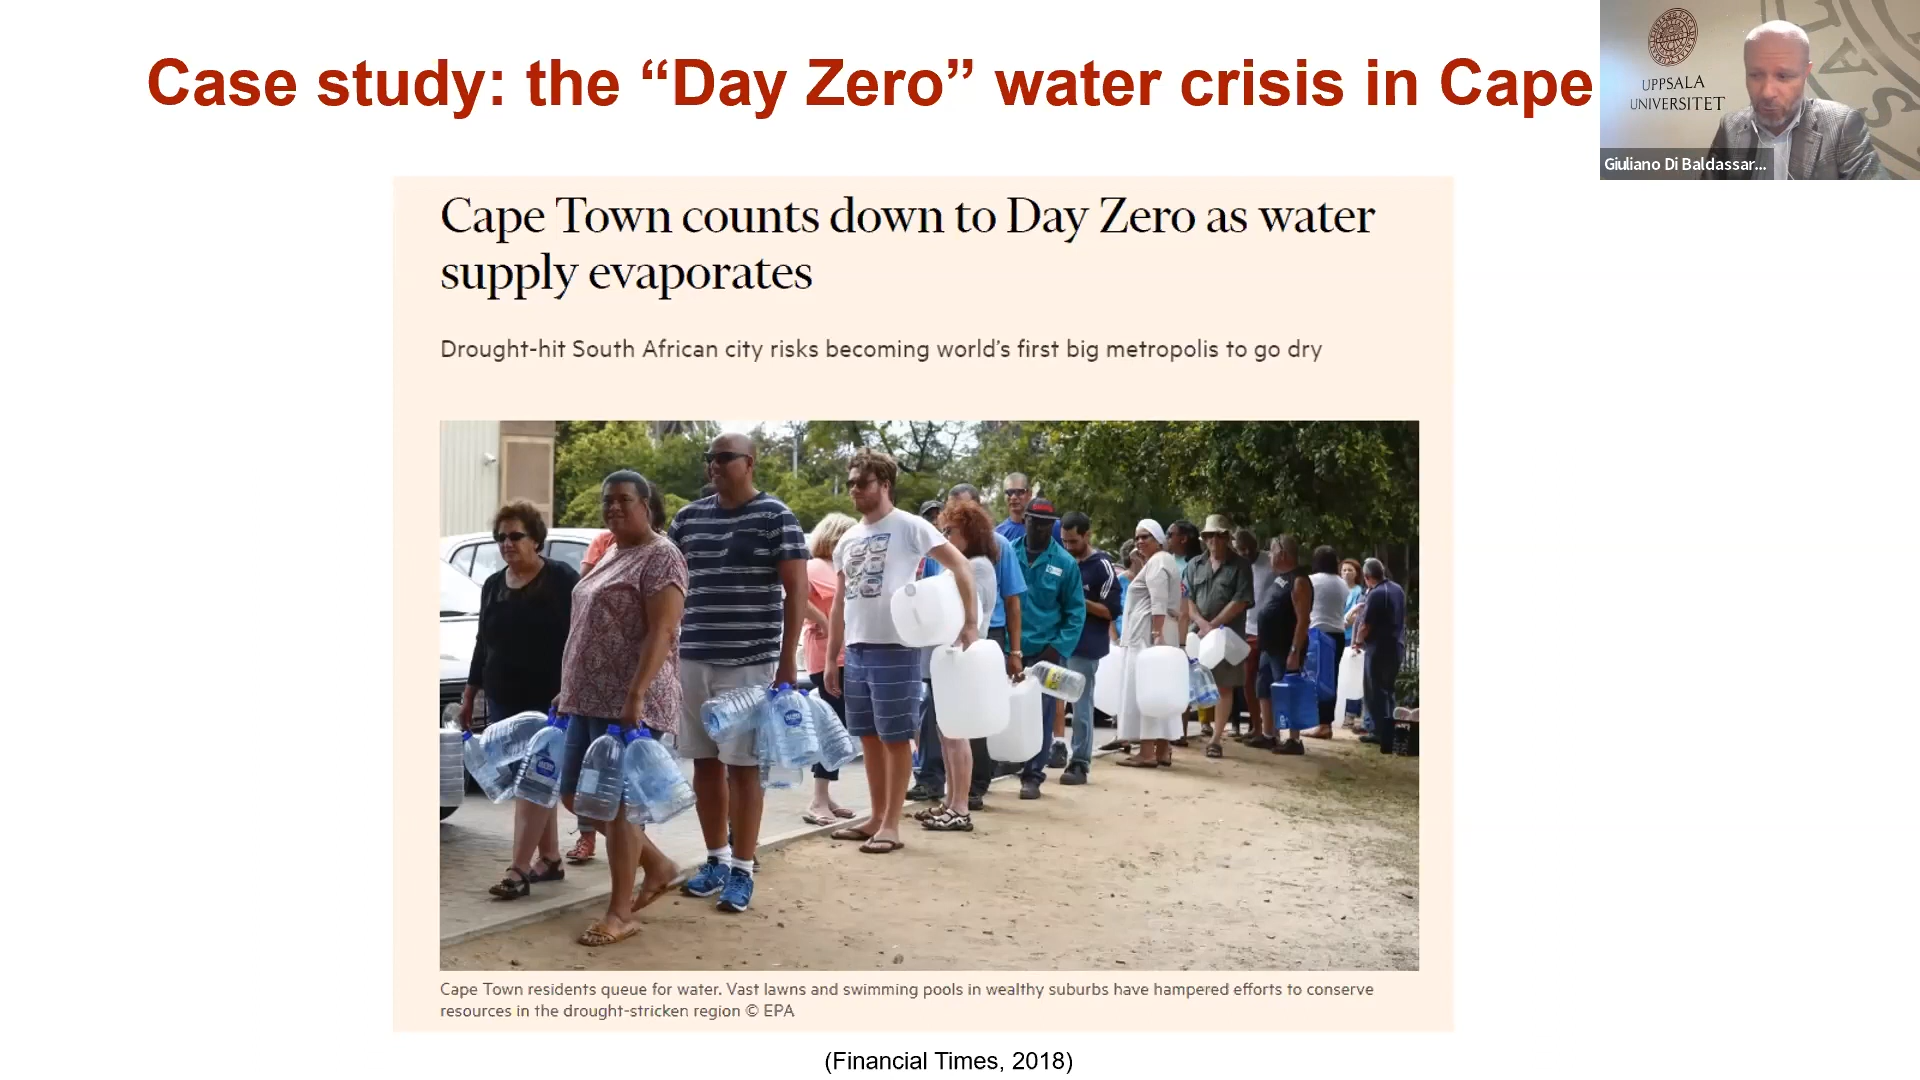 Case study: the “Day Zero” water crisis in Cape
UPPSALA
UNIVERSITET
Giuliano Di Baldassar...
Cape Town counts down to Day Zero as water
supply evaporates
Drought-hit South African city risks becoming world’s first big metropolis to go dry
Cape Town residents queue for water. Vast lawns and swimming pools in wealthy suburbs have hampered efforts to conserve
resources in the drought-stricken region © EPA
(Financial Times, 2018)